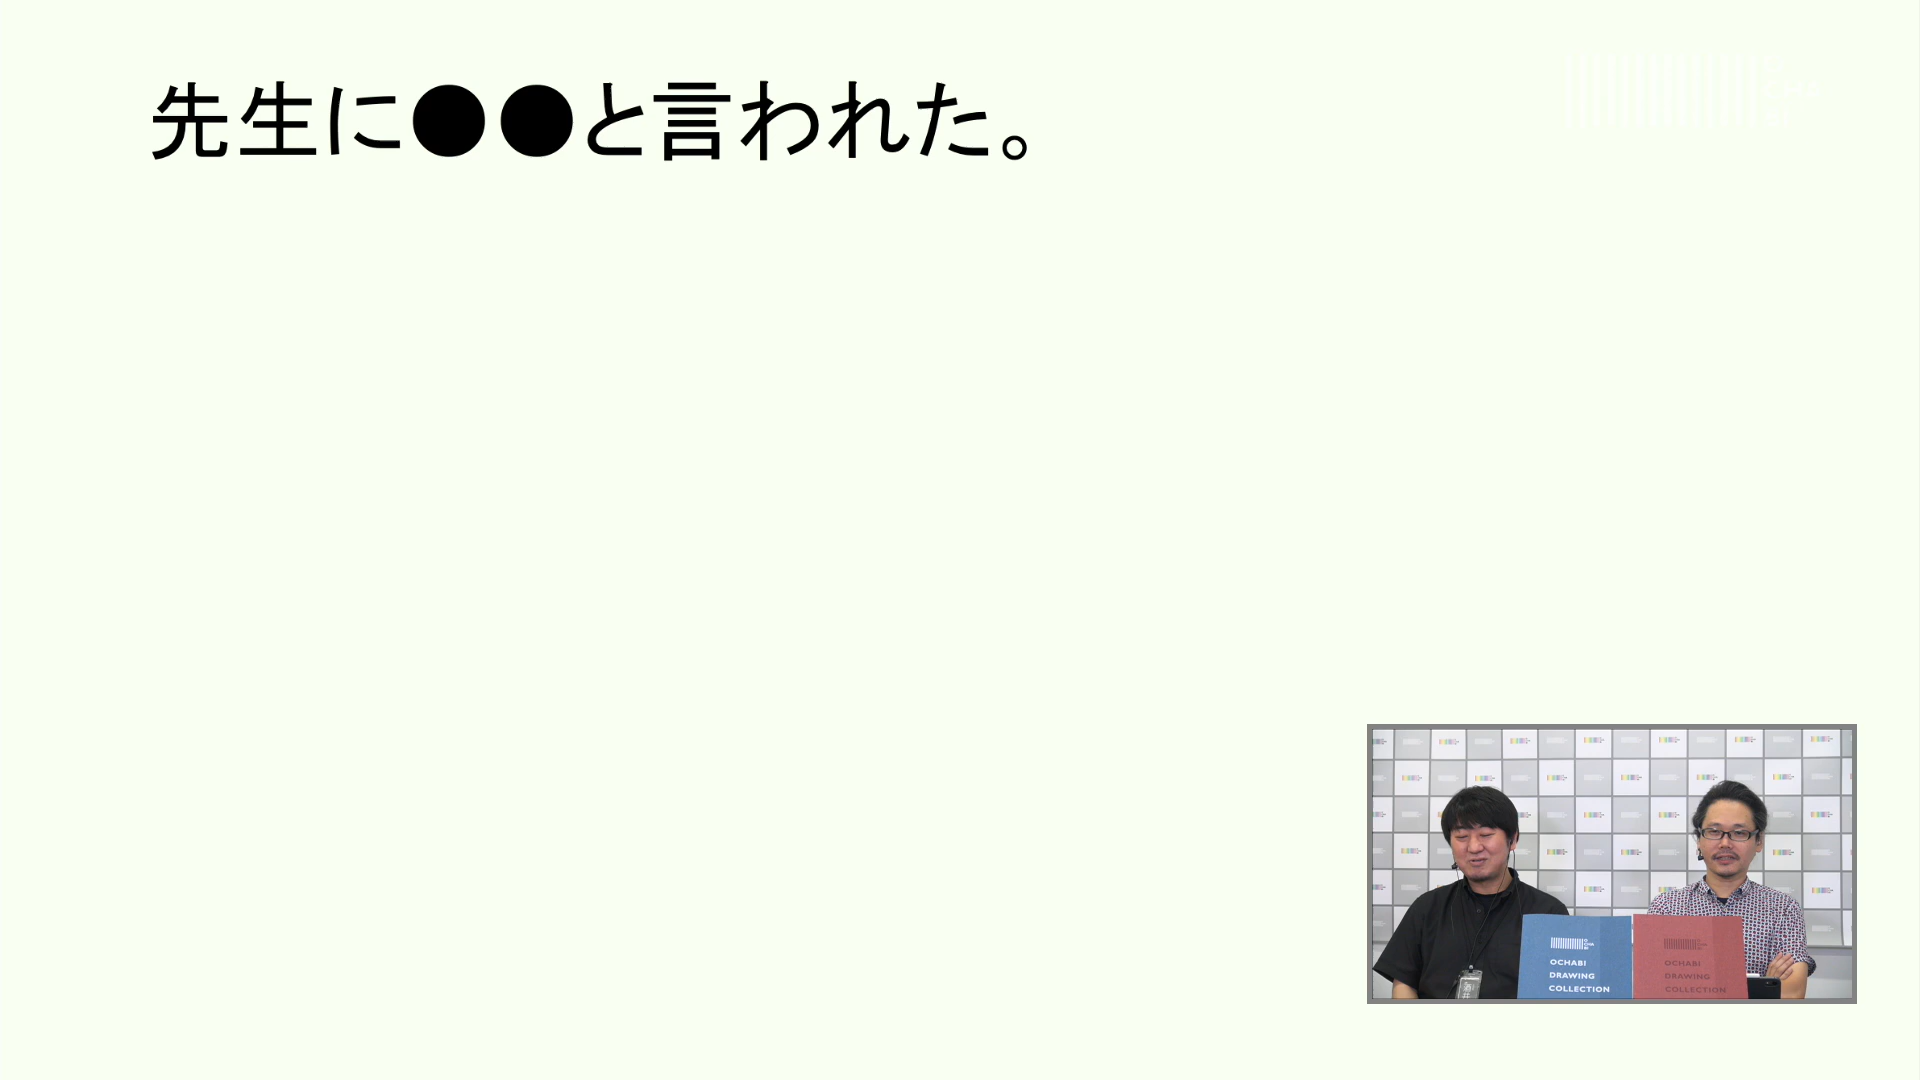 先生に●●と言われた。
OCHABI
DRAWING
COLLECTION
OCHABI
DRAWING
COLLECTION